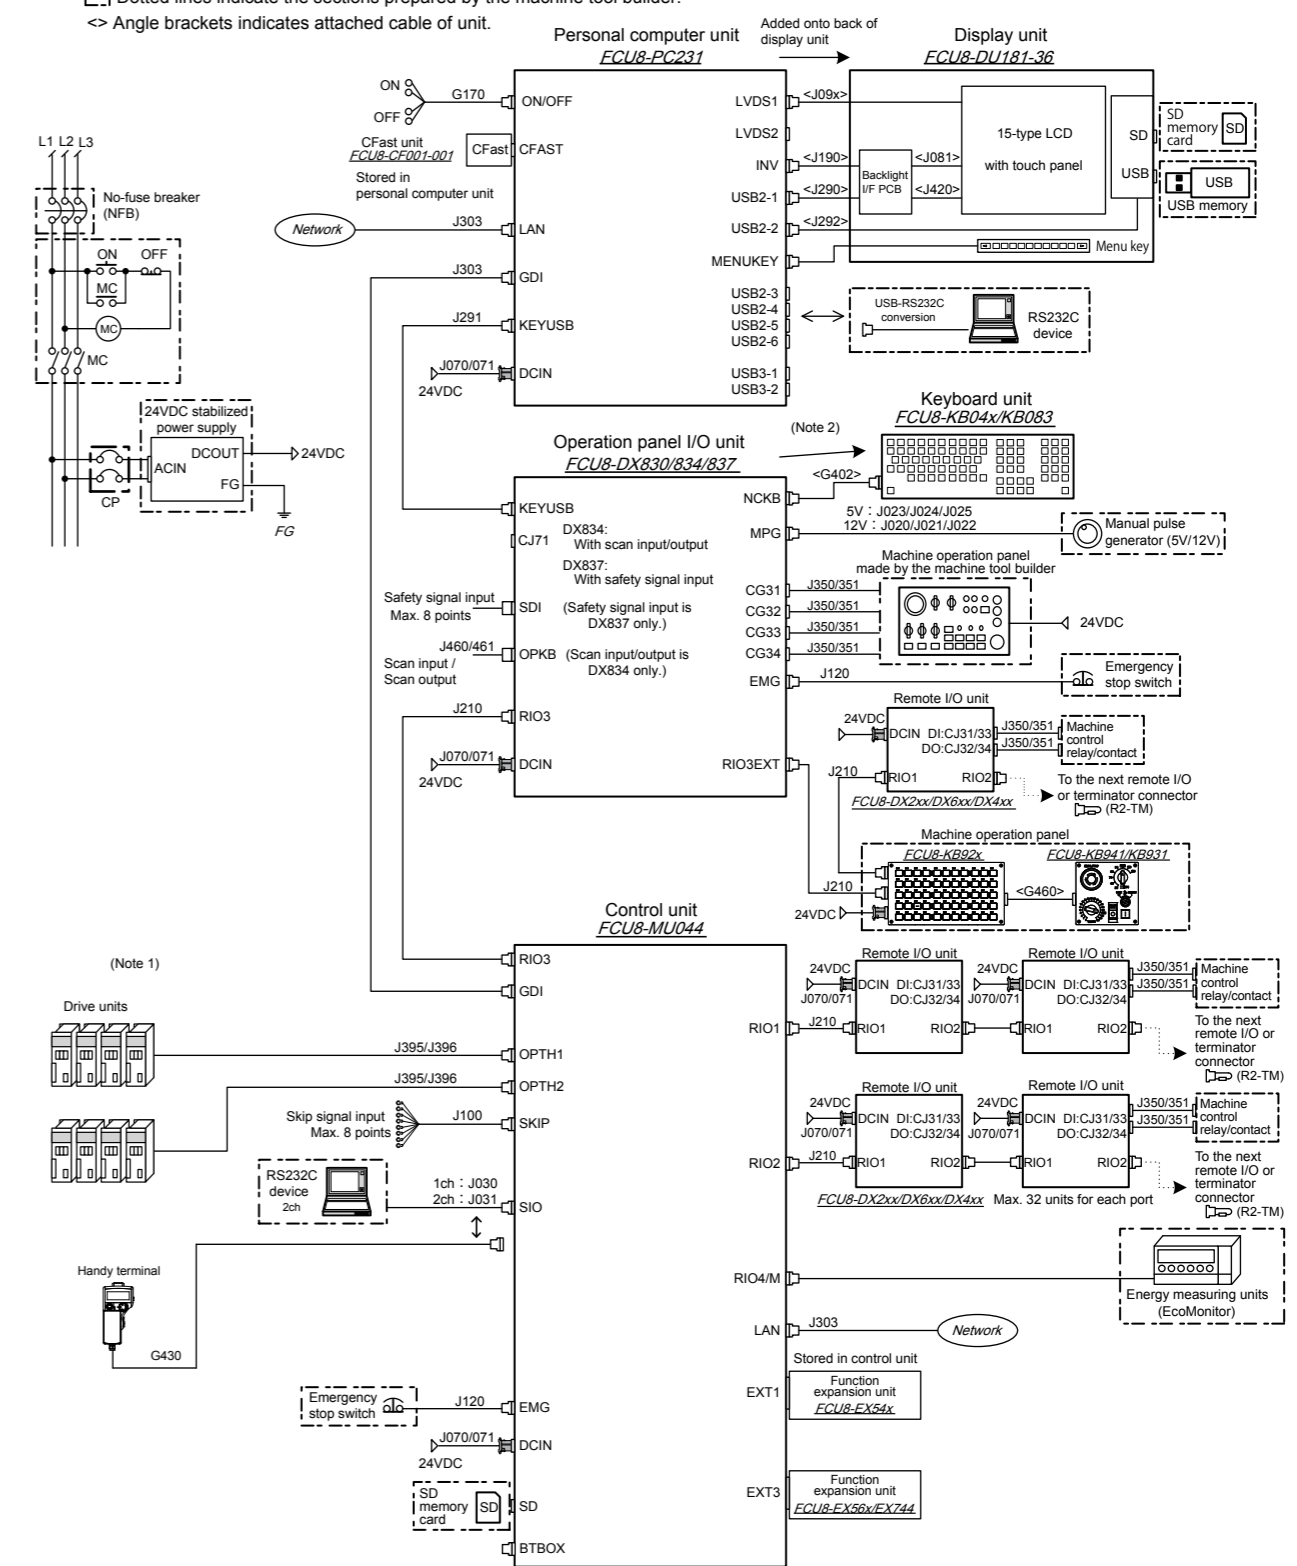 Dotted lines indicate the sections prepared by the machine tool builder.
<> Angle brackets indicates attached cable of unit.
Personal computer unit
FCU8-PC231
Added onto back of
display unit
Display unit
FCU8-DU181-36
ON
OFF
G170
ON/OFF
CFast unit
FCU8-CF001-001
CFast
CFAST
Stored in
personal computer unit
Network
J303
LAN
J303
GDI
J291
KEYUSB
J070/071
24VDC
DCIN
LVDS1
<J09x>
LVDS2
INV
<J190>
<J081>
USB2-1
<J290>
<J420>
Backlight
I/F PCB
USB2-2
<J292>
MENUKEY
Menu key
15-type LCD
with touch panel
SD
USB
SD
memory
card
SD
USB
USB memory
USB2-3
USB2-4
USB2-5
USB2-6
USB3-1
USB3-2
USB-RS232C
conversion
RS232C
device
L1 L2 L3
No-fuse breaker
(NFB)
ON
OFF
MC
MC
MC
24VDC stabilized
power supply
DCOUT
24VDC
ACIN
FG
CP
FG
Operation panel I/O unit
FCU8-DX830/834/837
(Note 2)
Keyboard unit
FCU8-KB04x/KB083
KEYUSB
CJ71
DX834:
With scan input/output
DX837:
With safety signal input
Safety signal input
Max. 8 points
SDI
(Safety signal input is
DX837 only.)
J460/461
Scan input /
Scan output
OPKB
(Scan input/output is
DX834 only.)
J210
RIO3
J070/071
24VDC
DCIN
NCKB
<G402>
5V : J023/J024/J025
12V : J020/J021/J022
MPG
Manual pulse
generator (5V/12V)
Machine operation panel
made by the machine tool builder
CG31
J350/351
CG32
J350/351
CG33
J350/351
CG34
J350/351
24VDC
EMG
J120
Emergency
stop switch
RIO3EXT
Remote I/O unit
24VDC
DCIN
DI:CJ31/33
DO:CJ32/34
J350/351
J350/351
Machine
control
relay/contact
J210
RIO1
RIO2
FCU8-DX2xx/DX6xx/DX4xx
To the next remote I/O
or terminator connector
(R2-TM)
Machine operation panel
FCU8-KB92x
FCU8-KB941/KB931
J210
24VDC
<G460>
Control unit
FCU8-MU044
(Note 1)
Drive units
RIO3
GDI
J395/J396
OPTH1
J395/J396
OPTH2
Skip signal input
Max. 8 points
J100
SKIP
RS232C
device
2ch
1ch : J030
2ch : J031
SIO
Handy terminal
G430
Emergency
stop switch
J120
EMG
J070/071
24VDC
DCIN
SD
memory
card
SD
SD
BTBOX
Remote I/O unit
Remote I/O unit
24VDC
J070/071
DCIN
DI:CJ31/33
DO:CJ32/34
24VDC
J070/071
DCIN
DI:CJ31/33
DO:CJ32/34
J350/351
J350/351
Machine
control
relay/contact
RIO1
J210
RIO1
RIO2
RIO1
RIO2
To the next
remote I/O or
terminator
connector
(R2-TM)
Remote I/O unit
Remote I/O unit
24VDC
J070/071
DCIN
DI:CJ31/33
DO:CJ32/34
24VDC
J070/071
DCIN
DI:CJ31/33
DO:CJ32/34
J350/351
J350/351
Machine
control
relay/contact
RIO2
J210
RIO1
RIO2
RIO1
RIO2
To the next
remote I/O or
terminator
connector
(R2-TM)
FCU8-DX2xx/DX6xx/DX4xx
Max. 32 units for each port
RIO4/M
Energy measuring units
(EcoMonitor)
LAN
J303
Network
Stored in control unit
EXT1
Function
expansion unit
FCU8-EX54x
EXT3
Function
expansion unit
FCU8-EX56x/EX744